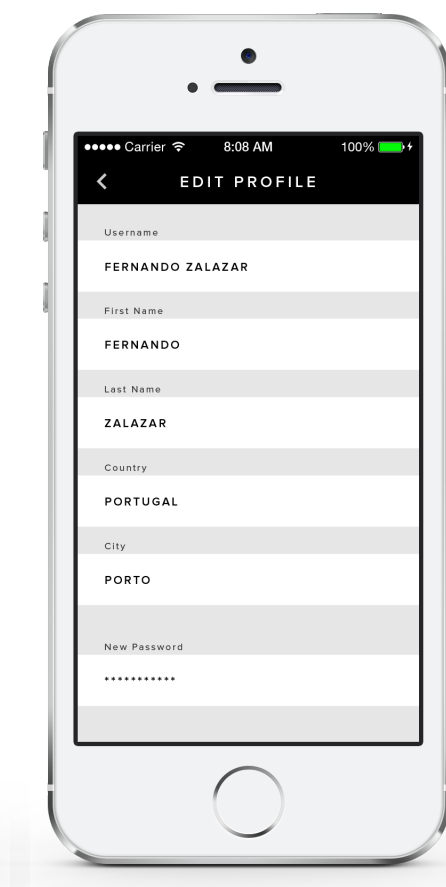 Carrier 8:08 AM 100%
EDIT PROFILE
Username
FERNANDO ZALAZAR
First Name
FERNANDO
Last Name
ZALAZAR
Country
PORTUGAL
City
PORTO
New Password
***********